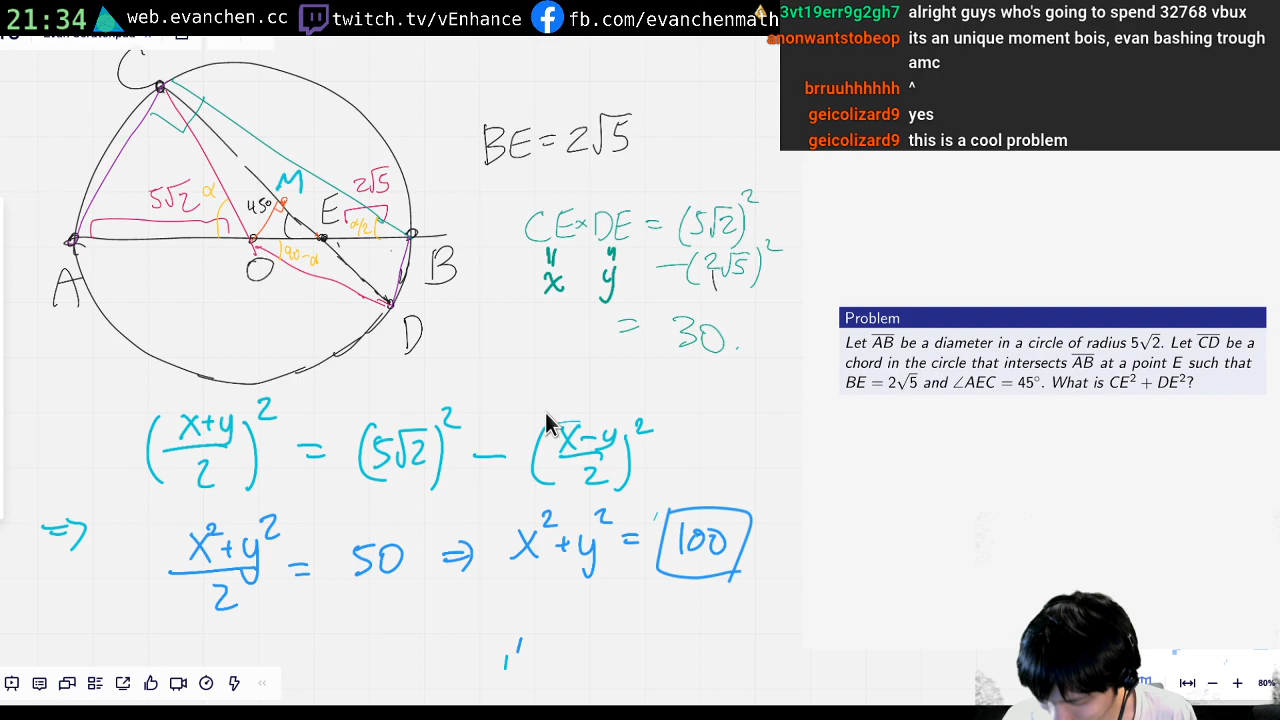 21:34 web.evanchen.cc twitch.tv/vEnhance fb.com/evanchenmath
3vt19err9g2gh7 alright guys who's going to spend 32768 vbux
anonwantstobeop its an unique moment bois, evan bashing trough
amc
brruuhhhhhh ^
geicolizard9 yes
geicolizard9 this is a cool problem
C
M
5√2 α 45° E 2√5
α/2
A O 90-α B
D
BE = 2√5
CE × DE = (5√2)²
-(2√5)²
x y
= 30.
Problem
Let AB be a diameter in a circle of radius 5√2. Let CD be a
chord in the circle that intersects AB at a point E such that
BE = 2√5 and ∠AEC = 45°. What is CE² + DE²?
((x+y)/2)² = (5√2)² - ((x-y)/2)²
⇒ (x²+y²)/2 = 50 ⇒ x²+y² = 100
80%